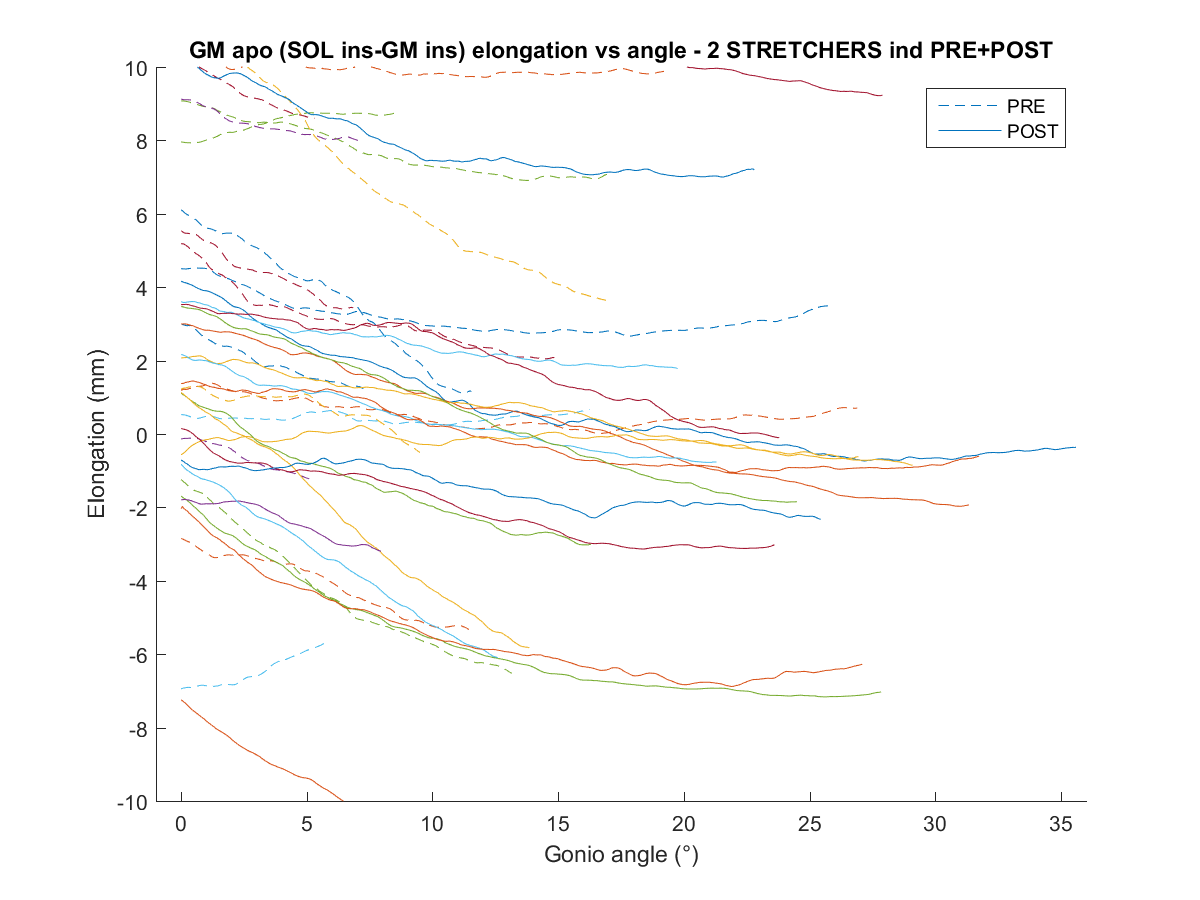 GM apo (SOL ins-GM ins) elongation vs angle - 2 STRETCHERS ind PRE+POST
PRE
POST
Elongation (mm)
10
8
6
4
2
0
-2
-4
-6
-8
-10
0 5 10 15 20 25 30 35
Gonio angle (°)